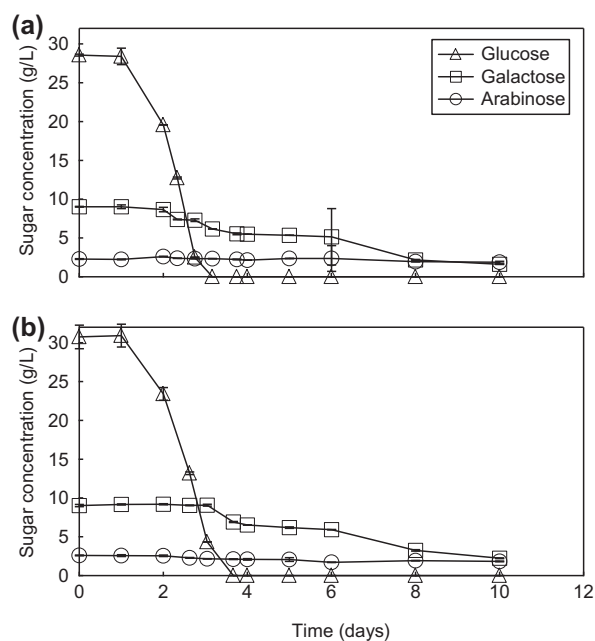 (a)
Sugar concentration (g/L)
30
25
20
15
10
5
0
Glucose
Galactose
Arabinose
(b)
Sugar concentration (g/L)
30
25
20
15
10
5
0
0 2 4 6 8 10 12
Time (days)